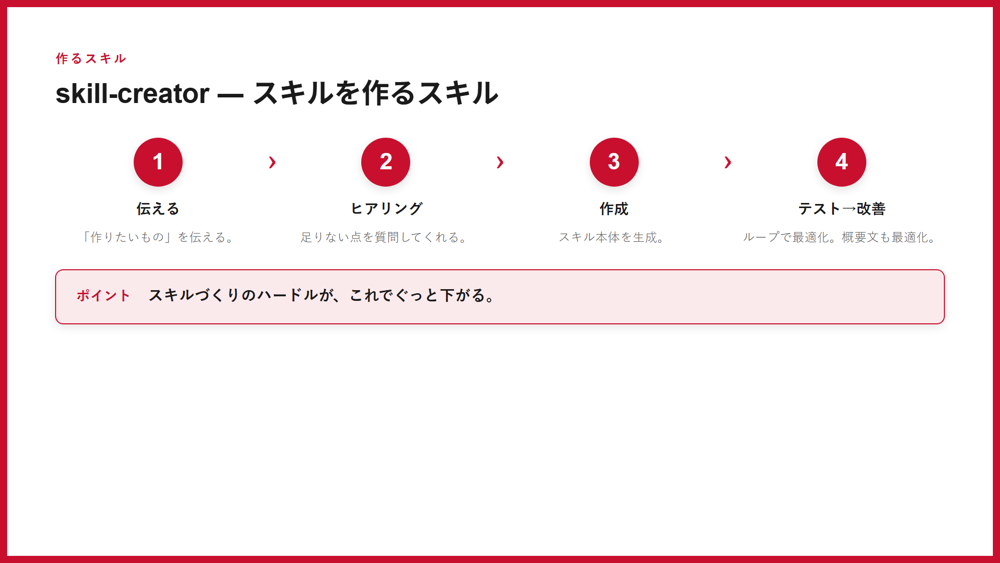 作るスキル
skill-creator — スキルを作るスキル
1 › 2 › 3 › 4
伝える ヒアリング 作成 テスト→改善
「作りたいもの」を伝える。 足りない点を質問してくれる。 スキル本体を生成。 ループで最適化。概要文も最適化。
ポイント スキルづくりのハードルが、これでぐっと下がる。